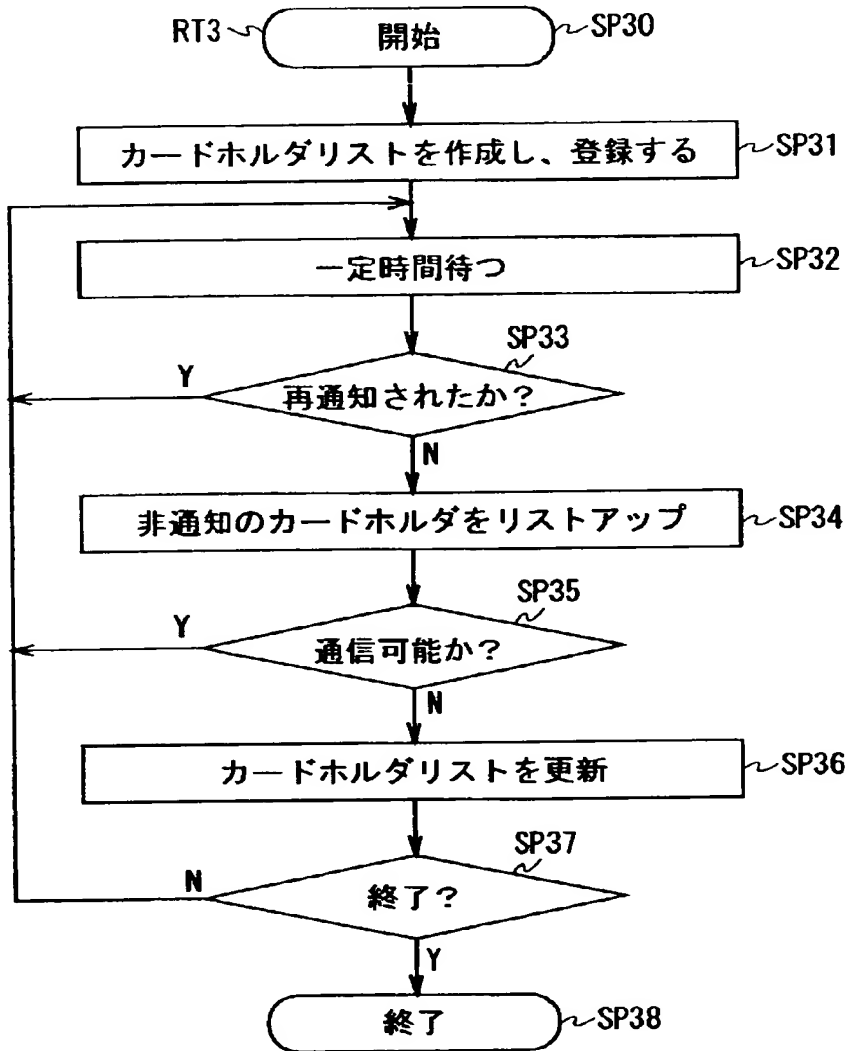 RT3 開始 SP30
カードホルダリストを作成し、登録する SP31
一定時間待つ SP32
SP33
Y 再通知されたか？
N
非通知のカードホルダをリストアップ SP34
SP35
Y 通信可能か？
N
カードホルダリストを更新 SP36
SP37
N 終了？
Y
終了 SP38